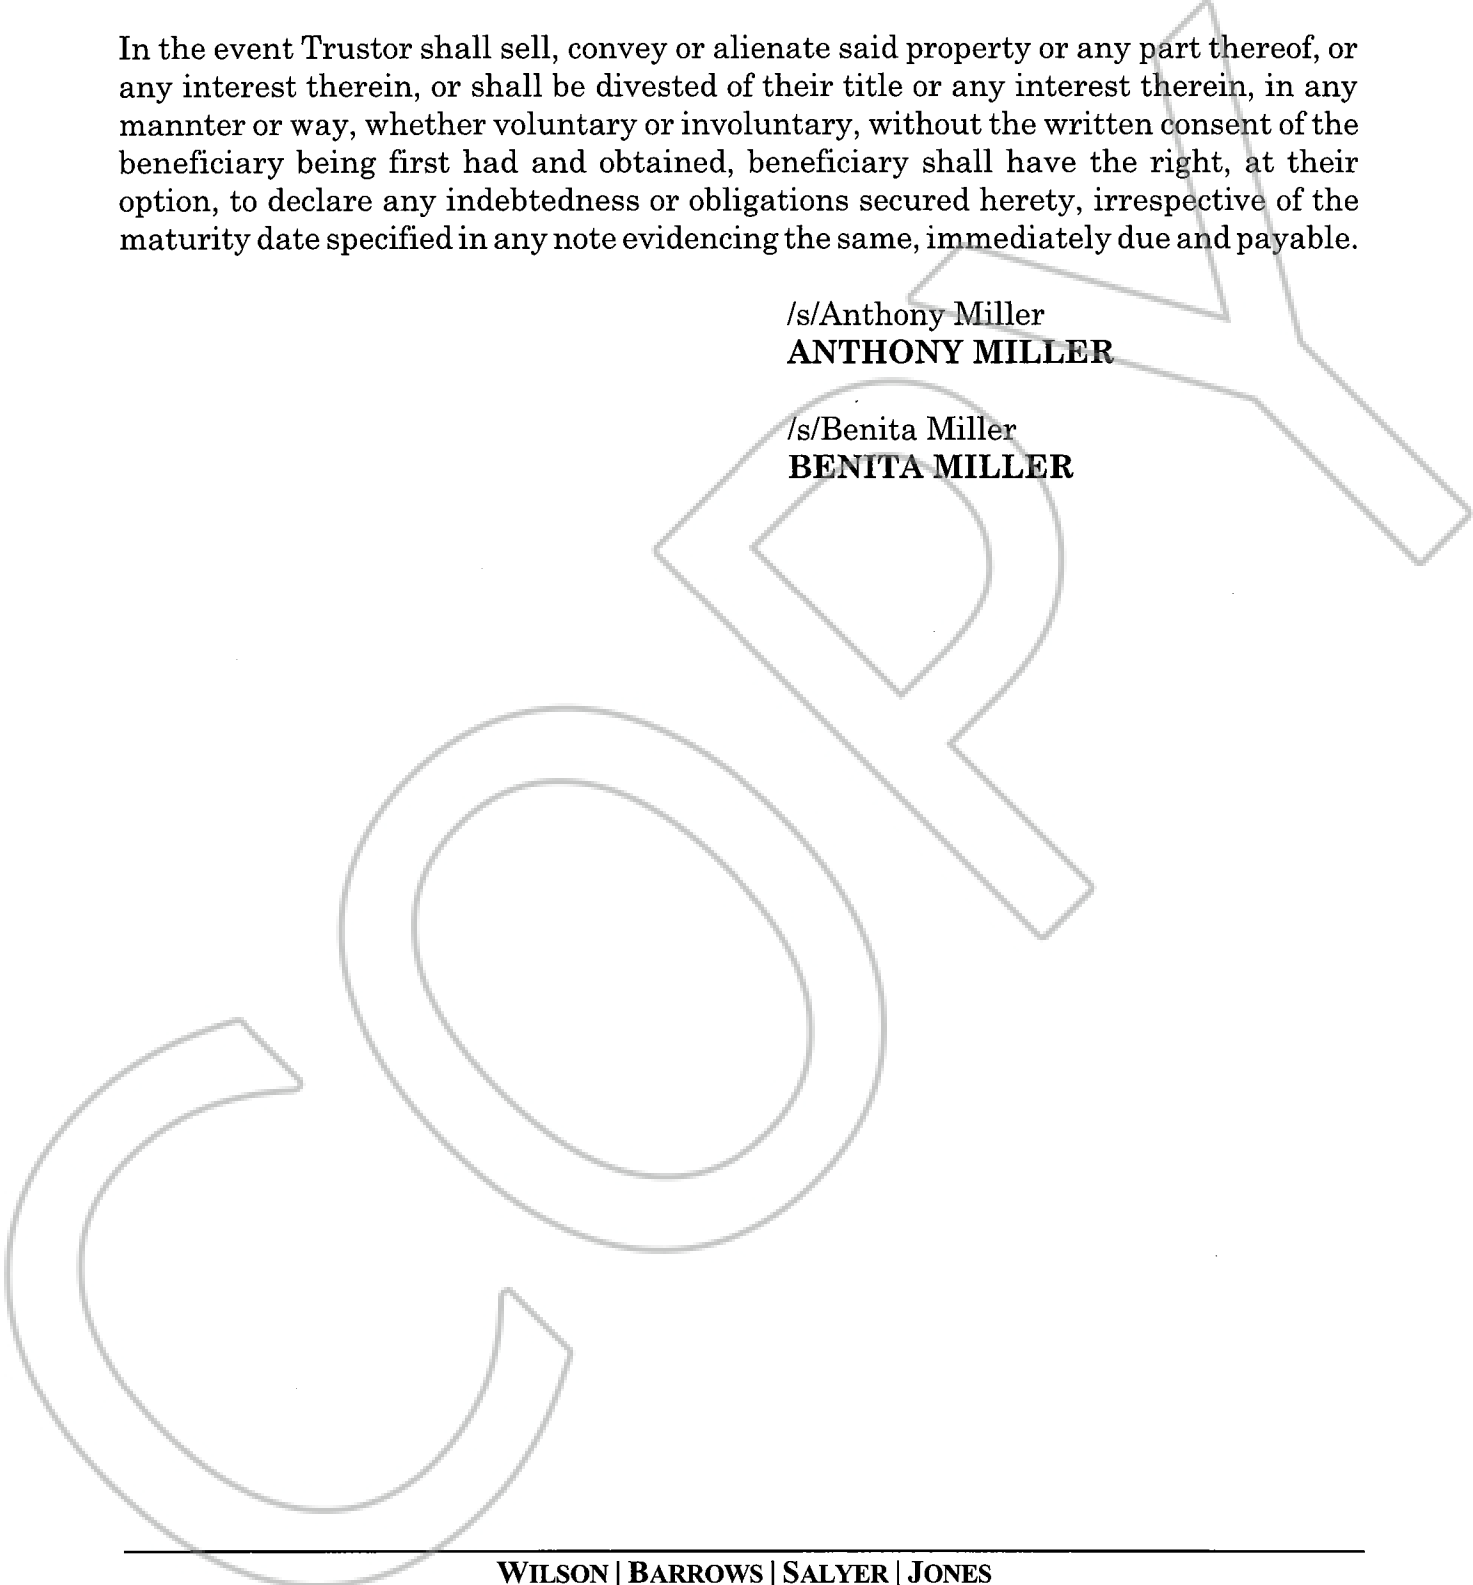 In the event Trustor shall sell, convey or alienate said property or any part thereof, or
any interest therein, or shall be divested of their title or any interest therein, in any
mannter or way, whether voluntary or involuntary, without the written consent of the
beneficiary being first had and obtained, beneficiary shall have the right, at their
option, to declare any indebtedness or obligations secured herety, irrespective of the
maturity date specified in any note evidencing the same, immediately due and payable.
/s/Anthony Miller
ANTHONY MILLER
/s/Benita Miller
BENITA MILLER
COPY
WILSON | BARROWS | SALYER | JONES